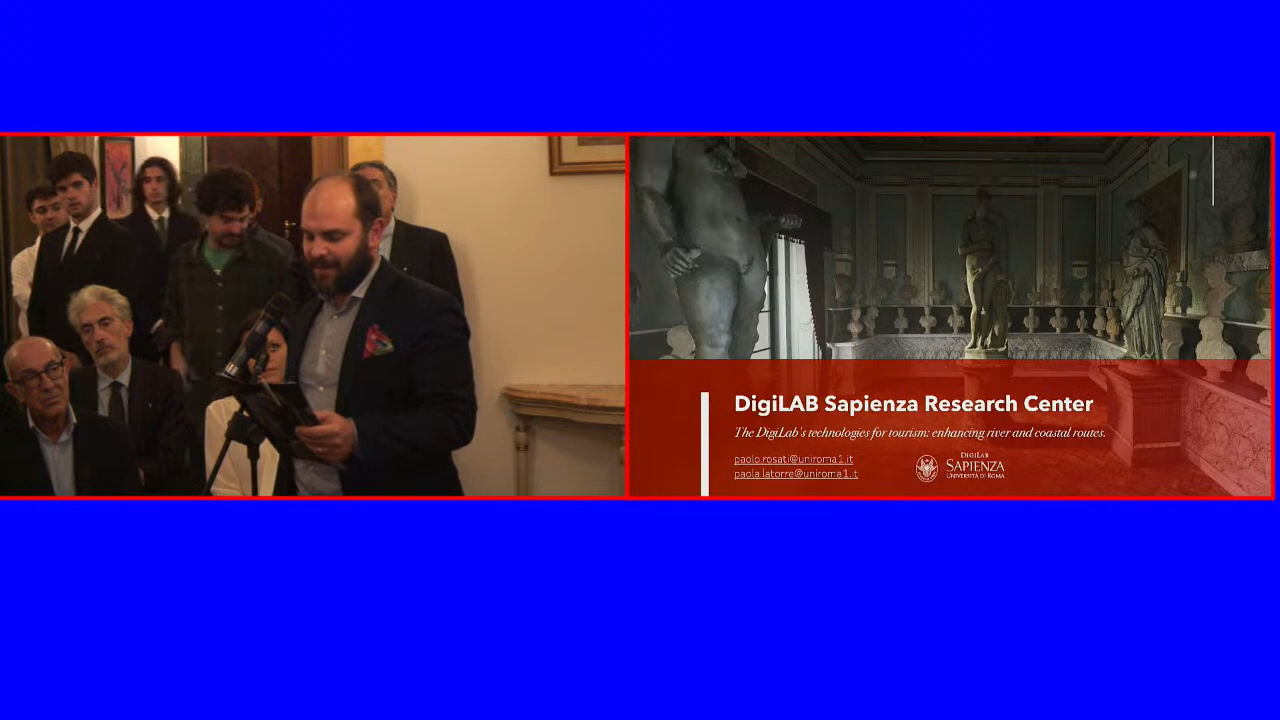 DigiLAB Sapienza Research Center
The DigiLab's technologies for tourism: enhancing river and coastal routes.
paolo.rosati@uniroma1.it
paola.latorre@uniroma1.it
DIGILAB
SAPIENZA
UNIVERSITÀ DI ROMA